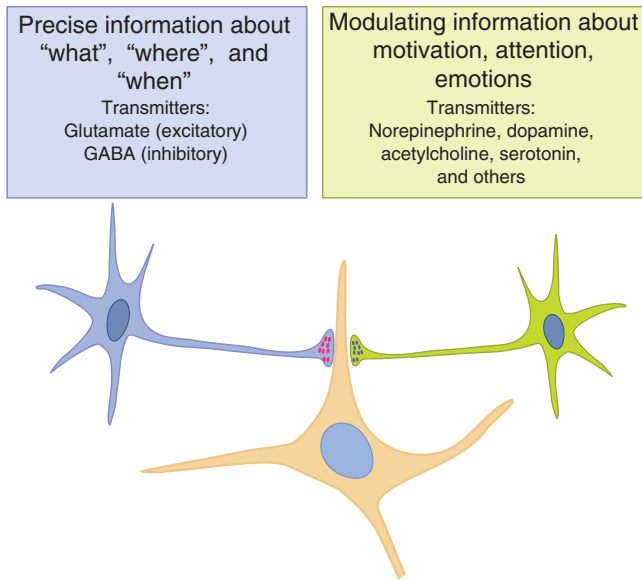 Precise information about
“what”, “where”, and
“when”
Transmitters:
Glutamate (excitatory)
GABA (inhibitory)
Modulating information about
motivation, attention,
emotions
Transmitters:
Norepinephrine, dopamine,
acetylcholine, serotonin,
and others